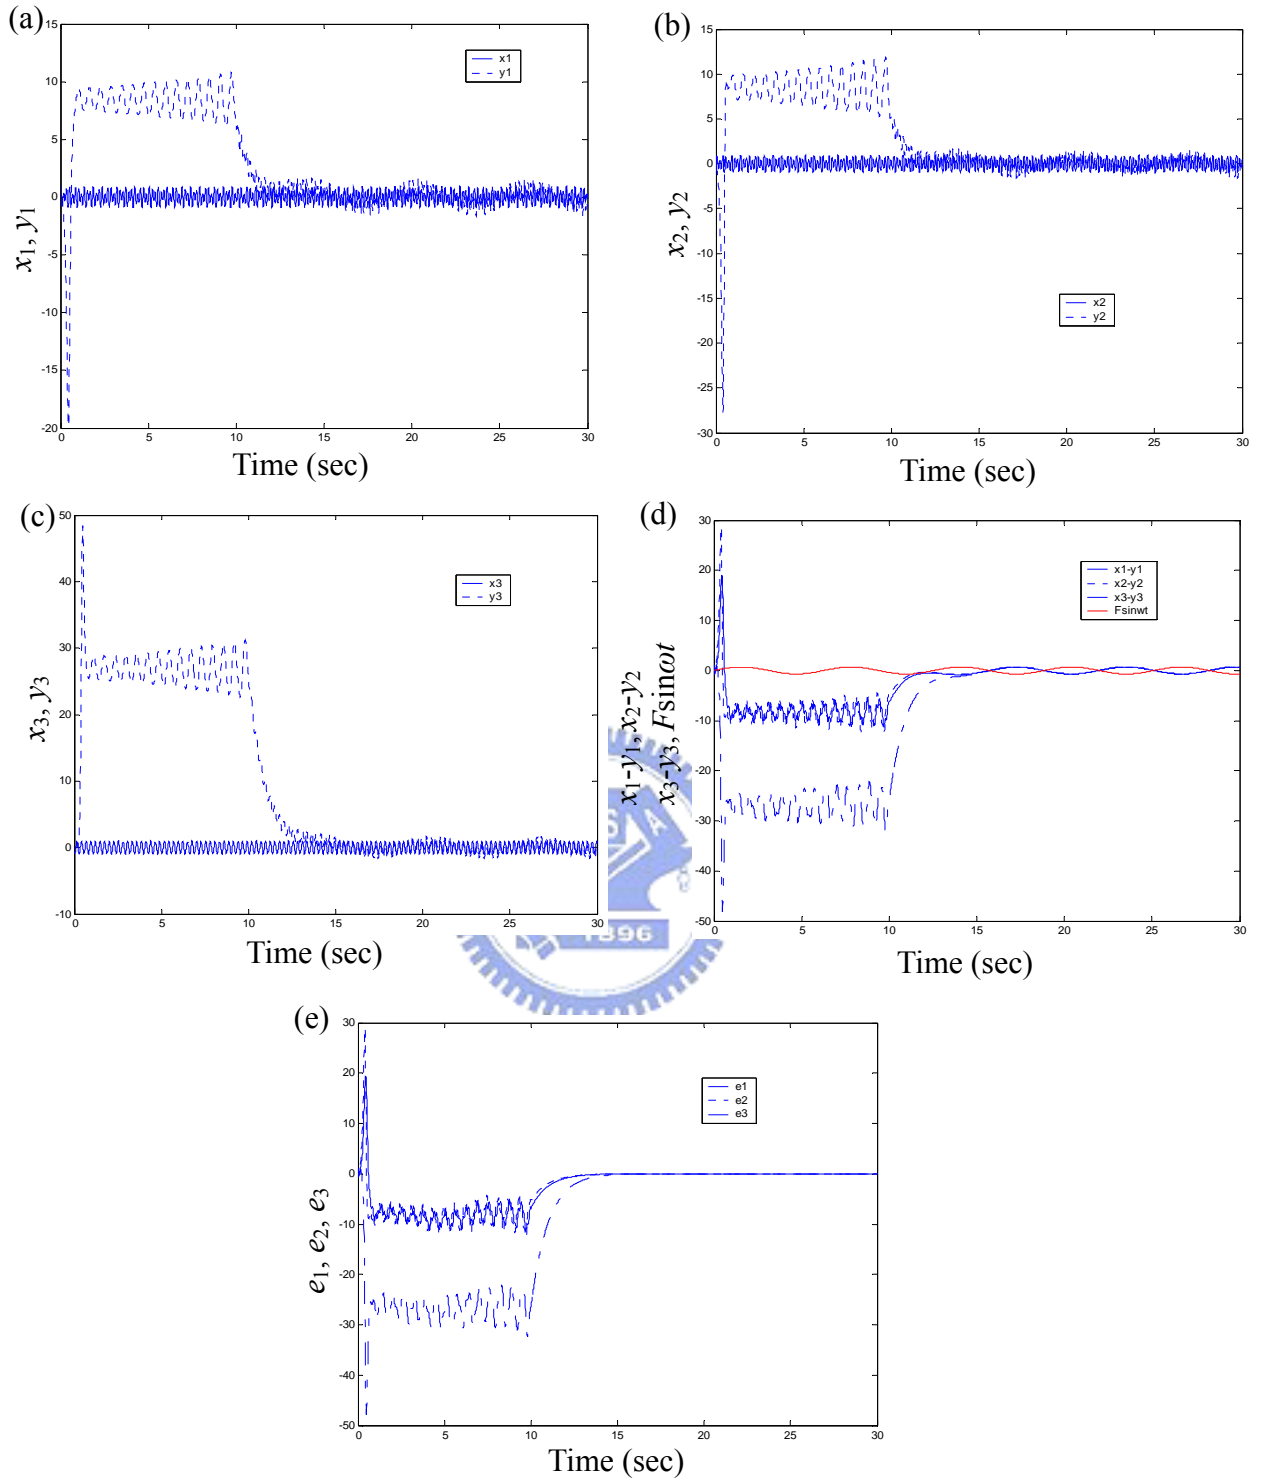 (a)
15
10
5
0
-5
-10
-15
-20
0 5 10 15 20 25 30
x1
y1
x1, y1
Time (sec)
(b)
15
10
5
0
-5
-10
-15
-20
-25
-30
0 5 10 15 20 25 30
x2
y2
x2, y2
Time (sec)
(c)
50
40
30
20
10
0
-10
0 5 10 15 20 25 30
x3
y3
x3, y3
Time (sec)
(d)
30
20
10
0
-10
-20
-30
-40
-50
0 5 10 15 20 25 30
x1-y1
x2-y2
x3-y3
Fsinwt
x1-y1, x2-y2
x3-y3, Fsinωt
Time (sec)
1896
(e)
30
20
10
0
-10
-20
-30
-40
-50
0 5 10 15 20 25 30
e1
e2
e3
e1, e2, e3
Time (sec)